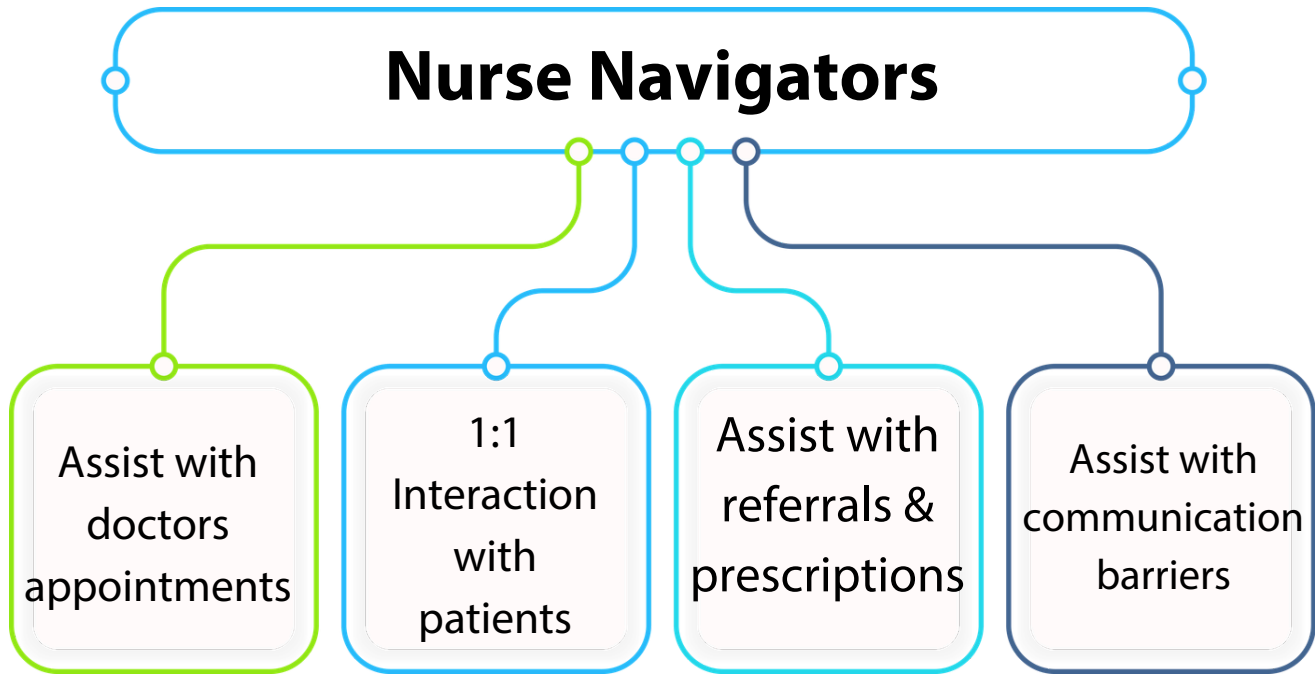 Nurse Navigators
Assist with
doctors
appointments
1:1
Interaction
with
patients
Assist with
referrals &
prescriptions
Assist with
communication
barriers